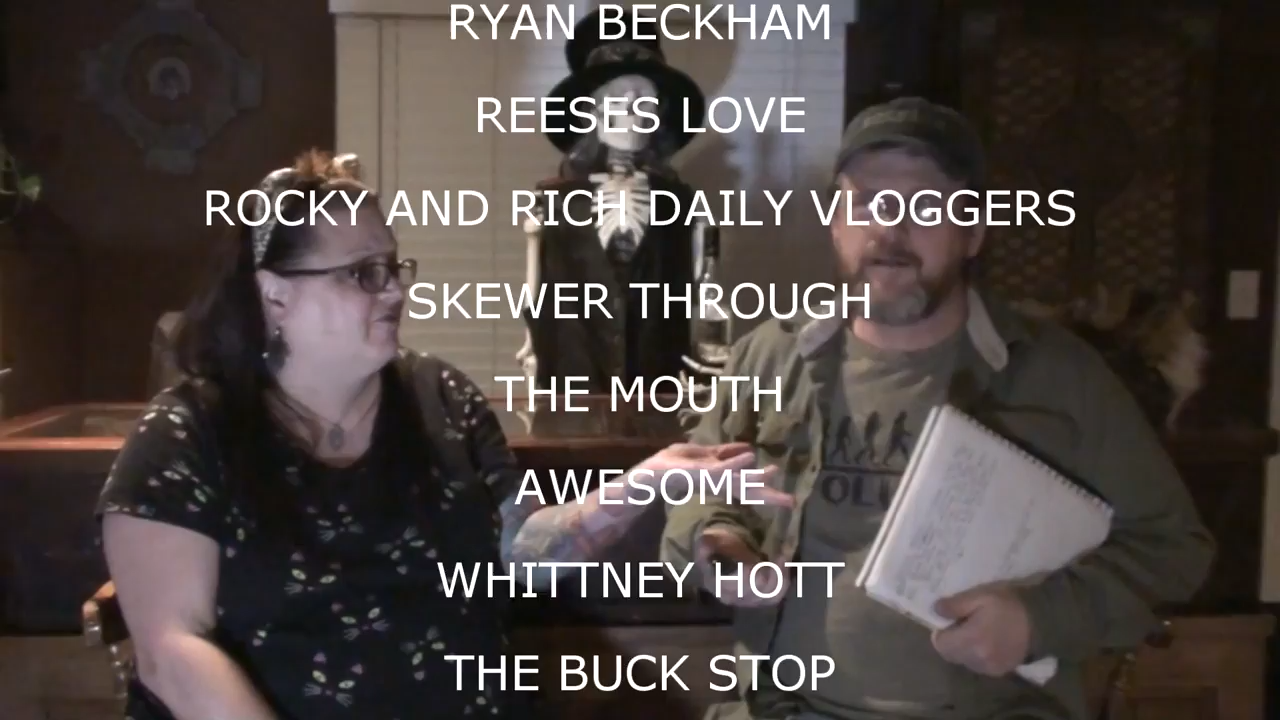 RYAN BECKHAM
REESES LOVE
ROCKY AND RICH DAILY VLOGGERS
SKEWER THROUGH
THE MOUTH
AWESOME
WHITTNEY HOTT
THE BUCK STOP